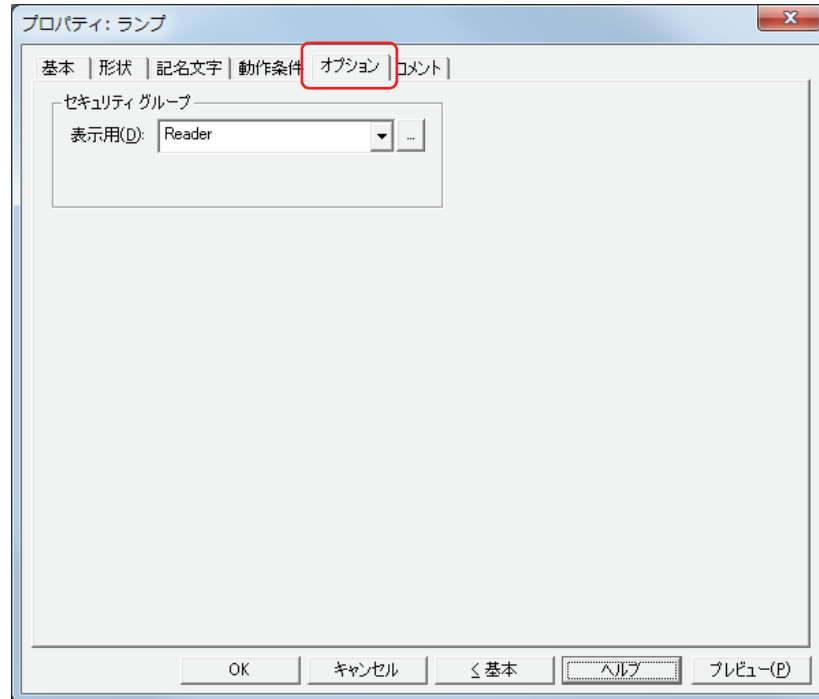 プロパティ: ランプ
基本 形状 記名文字 動作条件 オプション コメント
セキュリティ グループ
表示用(D): Reader ...
OK キャンセル < 基本 ヘルプ プレビュー(P)